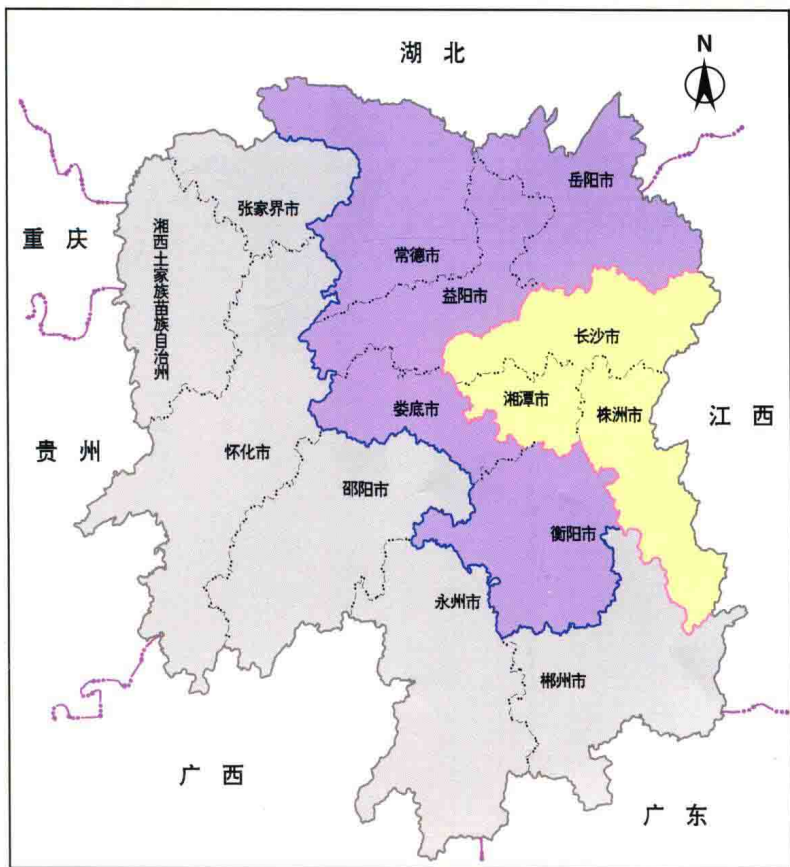 湖 北
N
岳阳市
张家界市
重 庆
湘西土家族苗族自治州
常德市
益阳市
长沙市
湘潭市
株洲市
江 西
娄底市
贵 州
怀化市
邵阳市
衡阳市
永州市
郴州市
广 西
广 东